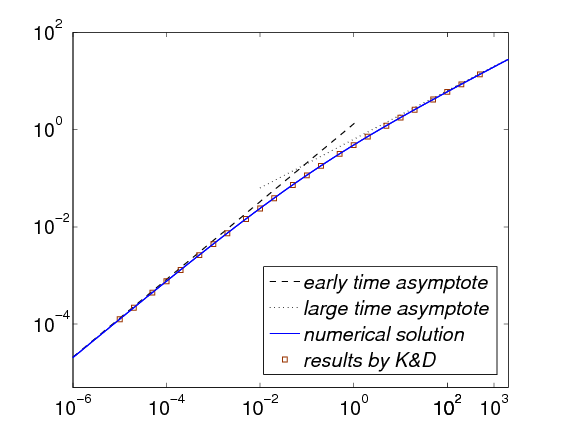 10^2
10^0
10^-2
10^-4
early time asymptote
large time asymptote
numerical solution
results by K&D
10^-6 10^-4 10^-2 10^0 10^2 10^3